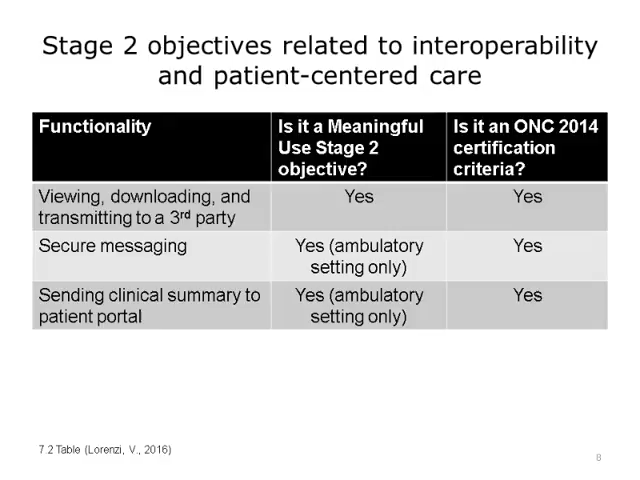 Stage 2 objectives related to interoperability
and patient-centered care
Functionality
Is it a Meaningful
Use Stage 2
objective?
Is it an ONC 2014
certification
criteria?
Viewing, downloading, and
transmitting to a 3rd party
Yes
Yes
Secure messaging
Yes (ambulatory
setting only)
Yes
Sending clinical summary to
patient portal
Yes (ambulatory
setting only)
Yes
7.2 Table (Lorenzi, V., 2016)
8